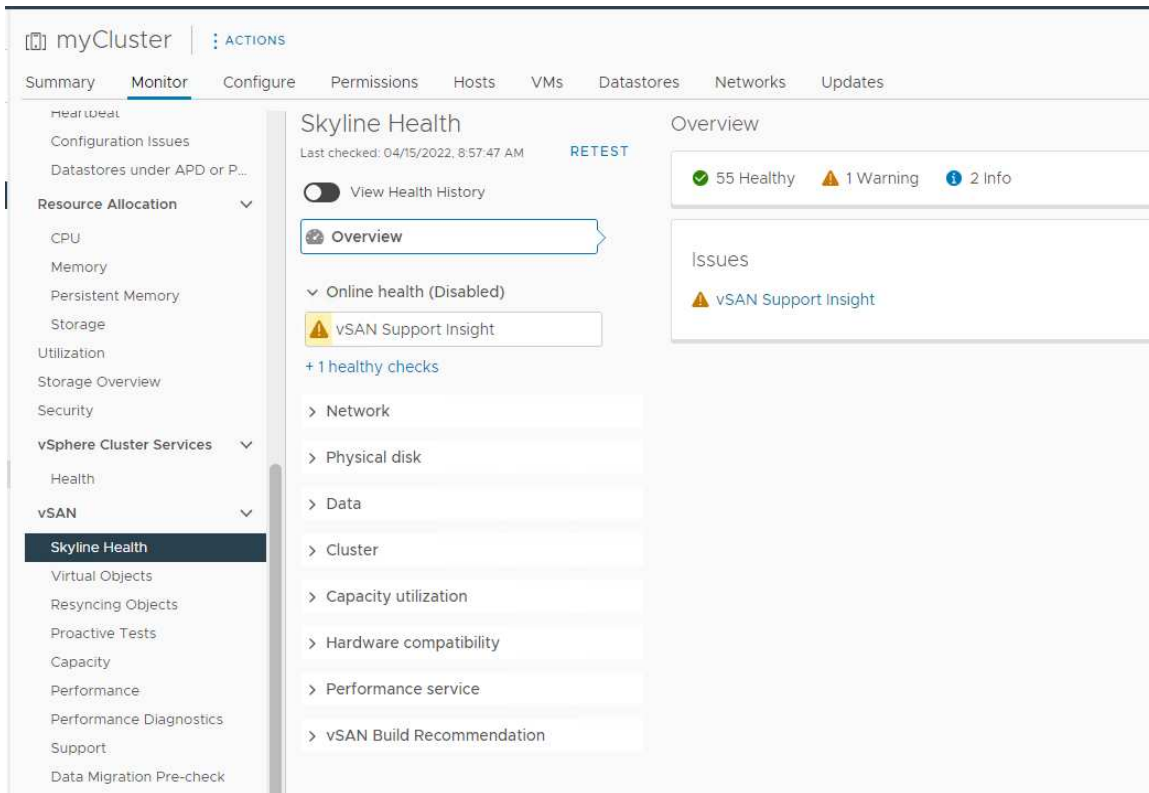 myCluster
ACTIONS
Summary Monitor Configure Permissions Hosts VMs Datastores Networks Updates
Heartbeat
Configuration Issues
Datastores under APD or P...
Resource Allocation
CPU
Memory
Persistent Memory
Storage
Utilization
Storage Overview
Security
vSphere Cluster Services
Health
vSAN
Skyline Health
Virtual Objects
Resyncing Objects
Proactive Tests
Capacity
Performance
Performance Diagnostics
Support
Data Migration Pre-check
Skyline Health
Last checked: 04/15/2022, 8:57:47 AM RETEST
View Health History
Overview
Online health (Disabled)
vSAN Support Insight
+ 1 healthy checks
Network
Physical disk
Data
Cluster
Capacity utilization
Hardware compatibility
Performance service
vSAN Build Recommendation
Overview
55 Healthy 1 Warning 2 Info
Issues
vSAN Support Insight